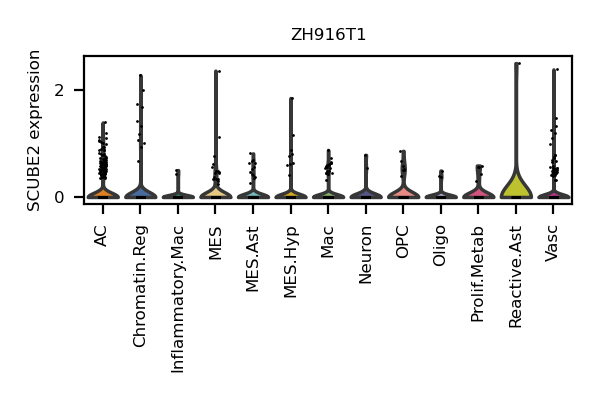 ZH916T1
SCUBE2 expression
2
0
AC
Chromatin.Reg
Inflammatory.Mac
MES
MES.Ast
MES.Hyp
Mac
Neuron
OPC
Oligo
Prolif.Metab
Reactive.Ast
Vasc